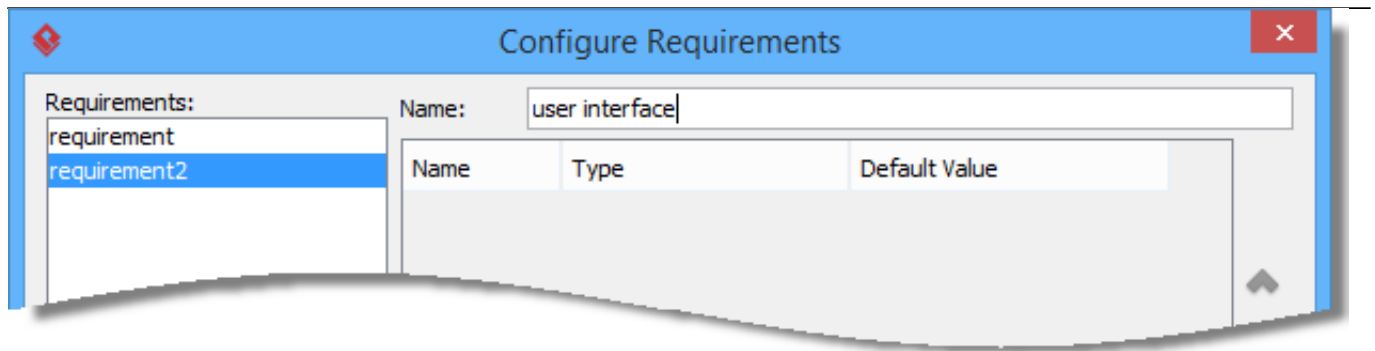 Configure Requirements
Requirements:
requirement
requirement2
Name: user interface
Name Type Default Value